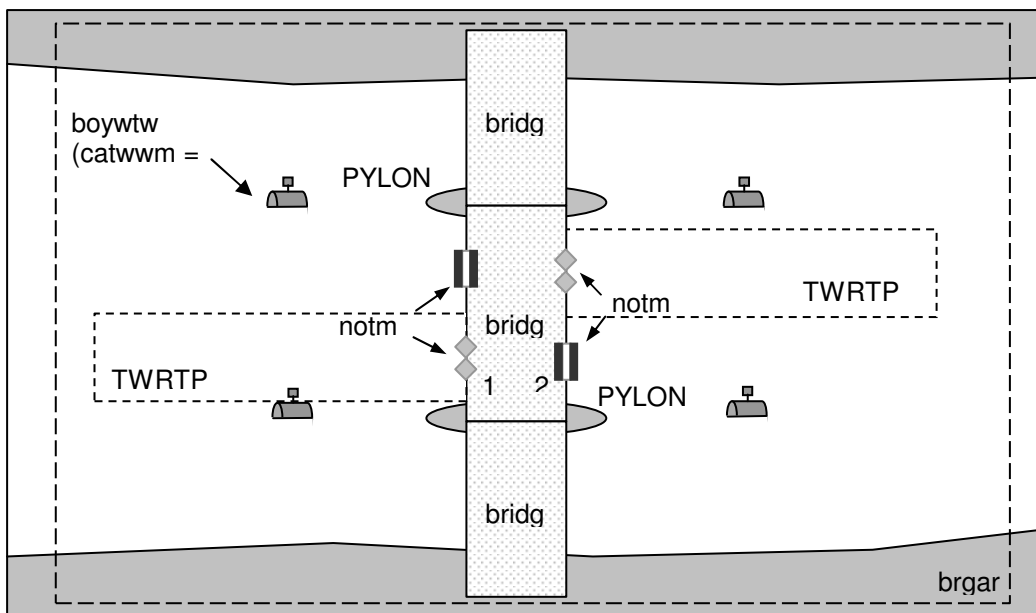 bridg
boywtw
(catwwm =
PYLON
TWRTP
notm
bridg
notm
TWRTP
1 2
PYLON
bridg
brgar